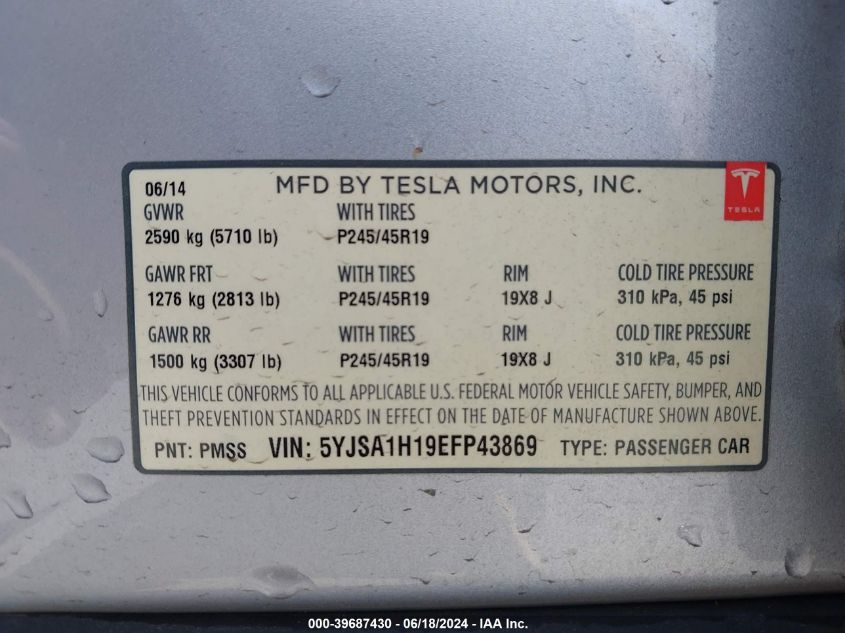 06/14 MFD BY TESLA MOTORS, INC.
TESLA
GVWR WITH TIRES
2590 kg (5710 lb) P245/45R19
GAWR FRT WITH TIRES RIM COLD TIRE PRESSURE
1276 kg (2813 lb) P245/45R19 19X8 J 310 kPa, 45 psi
GAWR RR WITH TIRES RIM COLD TIRE PRESSURE
1500 kg (3307 lb) P245/45R19 19X8 J 310 kPa, 45 psi
THIS VEHICLE CONFORMS TO ALL APPLICABLE U.S. FEDERAL MOTOR VEHICLE SAFETY, BUMPER, AND
THEFT PREVENTION STANDARDS IN EFFECT ON THE DATE OF MANUFACTURE SHOWN ABOVE.
PNT: PMSS VIN: 5YJSA1H19EFP43869 TYPE: PASSENGER CAR
000-39687430 - 06/18/2024 - IAA Inc.